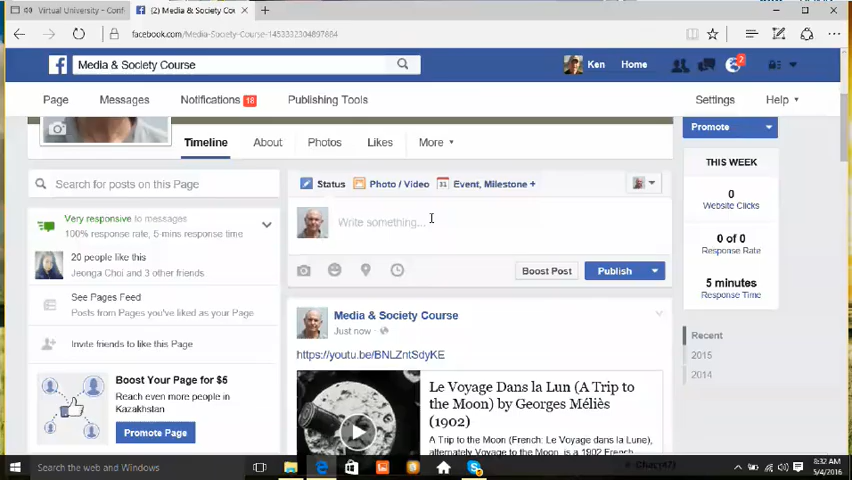 Virtual University - Conf
(2) Media & Society Cou
facebook.com/Media-Society-Course-1453332304897884
Media & Society Course
Ken
Home
2
Page
Messages
Notifications 18
Publishing Tools
Settings
Help
Timeline
About
Photos
Likes
More
Promote
Search for posts on this Page
Status
Photo / Video
31
Event, Milestone +
Very responsive to messages
100% response rate, 5 mins response time
20 people like this
Jeonga Choi and 3 other friends
See Pages Feed
Posts from Pages you've liked as your Page
Invite friends to like this Page
Boost Your Page for $5
Reach even more people in
Kazakhstan
Promote Page
Write something...
Boost Post
Publish
Media & Society Course
Just now
https://youtu.be/BNLZntSdyKE
Le Voyage Dans la Lun (A Trip to
the Moon) by Georges Méliès
(1902)
A Trip to the Moon (French: Le Voyage dans la Lune),
alternately Voyage to the Moon, is a 1902 French
THIS WEEK
0
Website Clicks
0 of 0
Response Rate
5 minutes
Response Time
Recent
2015
2014
Chat (47)
Search the web and Windows
8:32 AM
5/4/2016